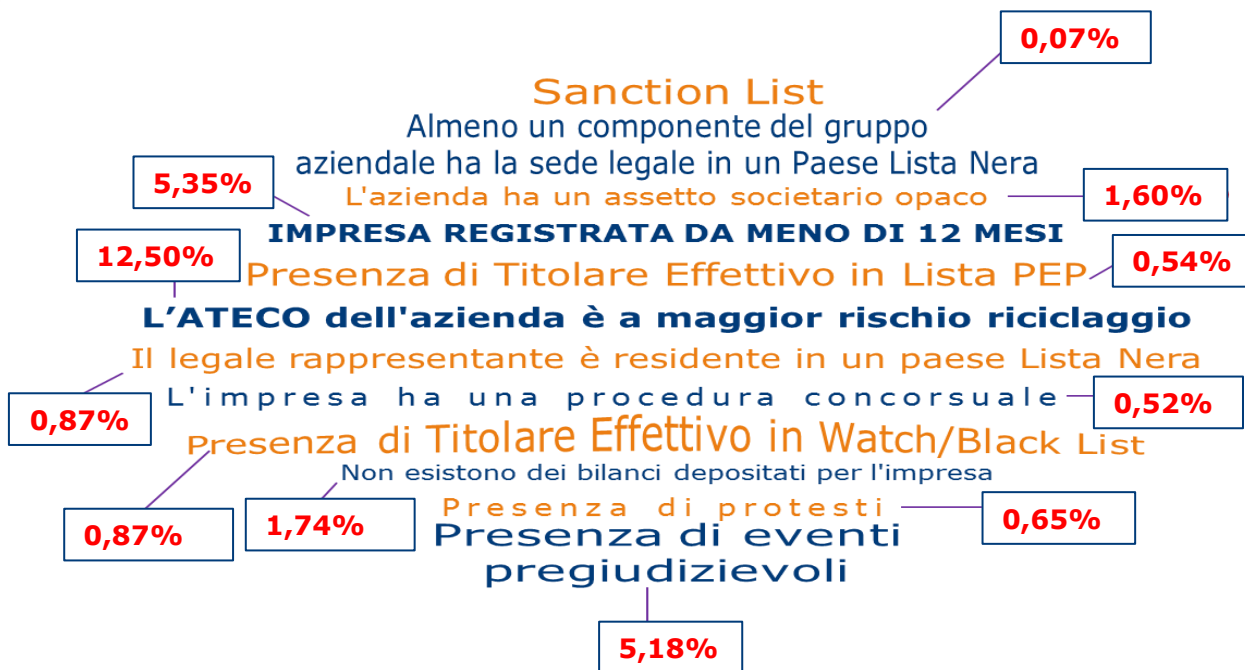 0,07%
Sanction List
Almeno un componente del gruppo
aziendale ha la sede legale in un Paese Lista Nera
5,35%
L'azienda ha un assetto societario opaco
1,60%
IMPRESA REGISTRATA DA MENO DI 12 MESI
12,50%
Presenza di Titolare Effettivo in Lista PEP
0,54%
L’ATECO dell'azienda è a maggior rischio riciclaggio
Il legale rappresentante è residente in un paese Lista Nera
0,87%
L'impresa ha una procedura concorsuale
0,52%
Presenza di Titolare Effettivo in Watch/Black List
Non esistono dei bilanci depositati per l'impresa
0,87%
1,74%
Presenza di protesti
0,65%
Presenza di eventi
pregiudizievoli
5,18%